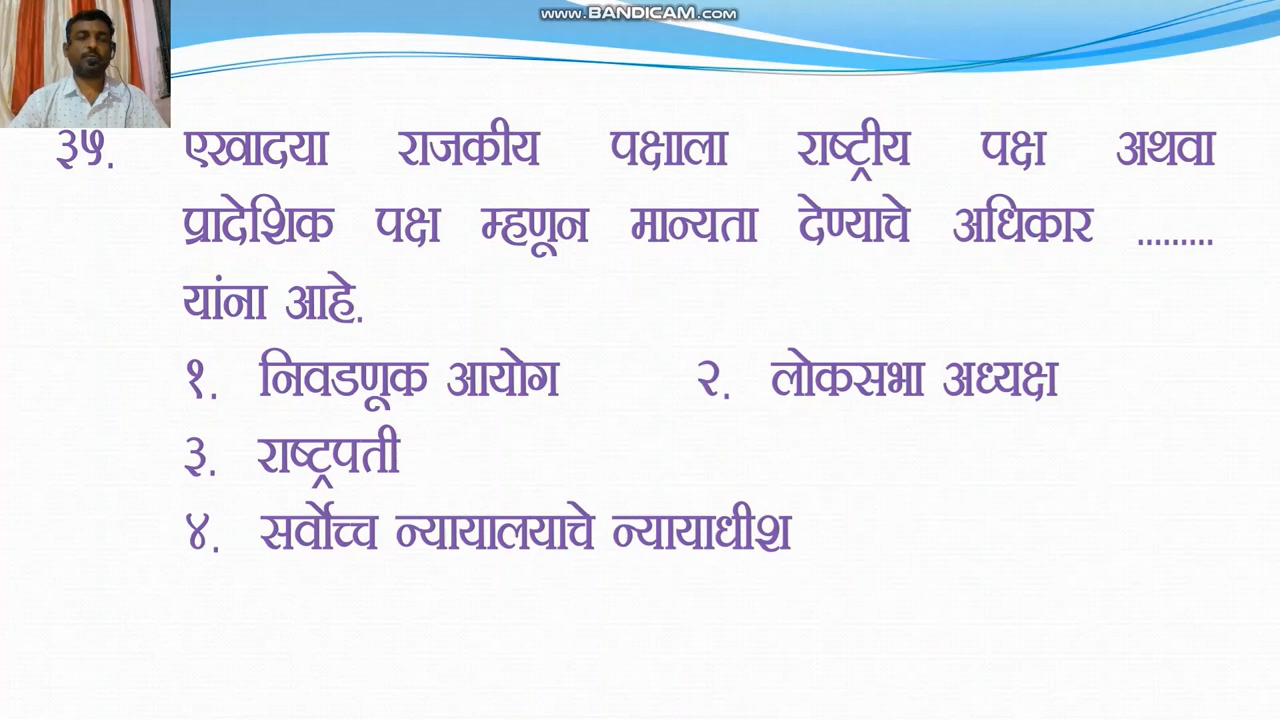 www.BANDICAM.com
३५. एखादया राजकीय पक्षाला राष्ट्रीय पक्ष अथवा
प्रादेशिक पक्ष म्हणून मान्यता देण्याचे अधिकार .........
यांना आहे.
१. निवडणूक आयोग २. लोकसभा अध्यक्ष
३. राष्ट्रपती
४. सर्वोच्च न्यायालयाचे न्यायाधीश